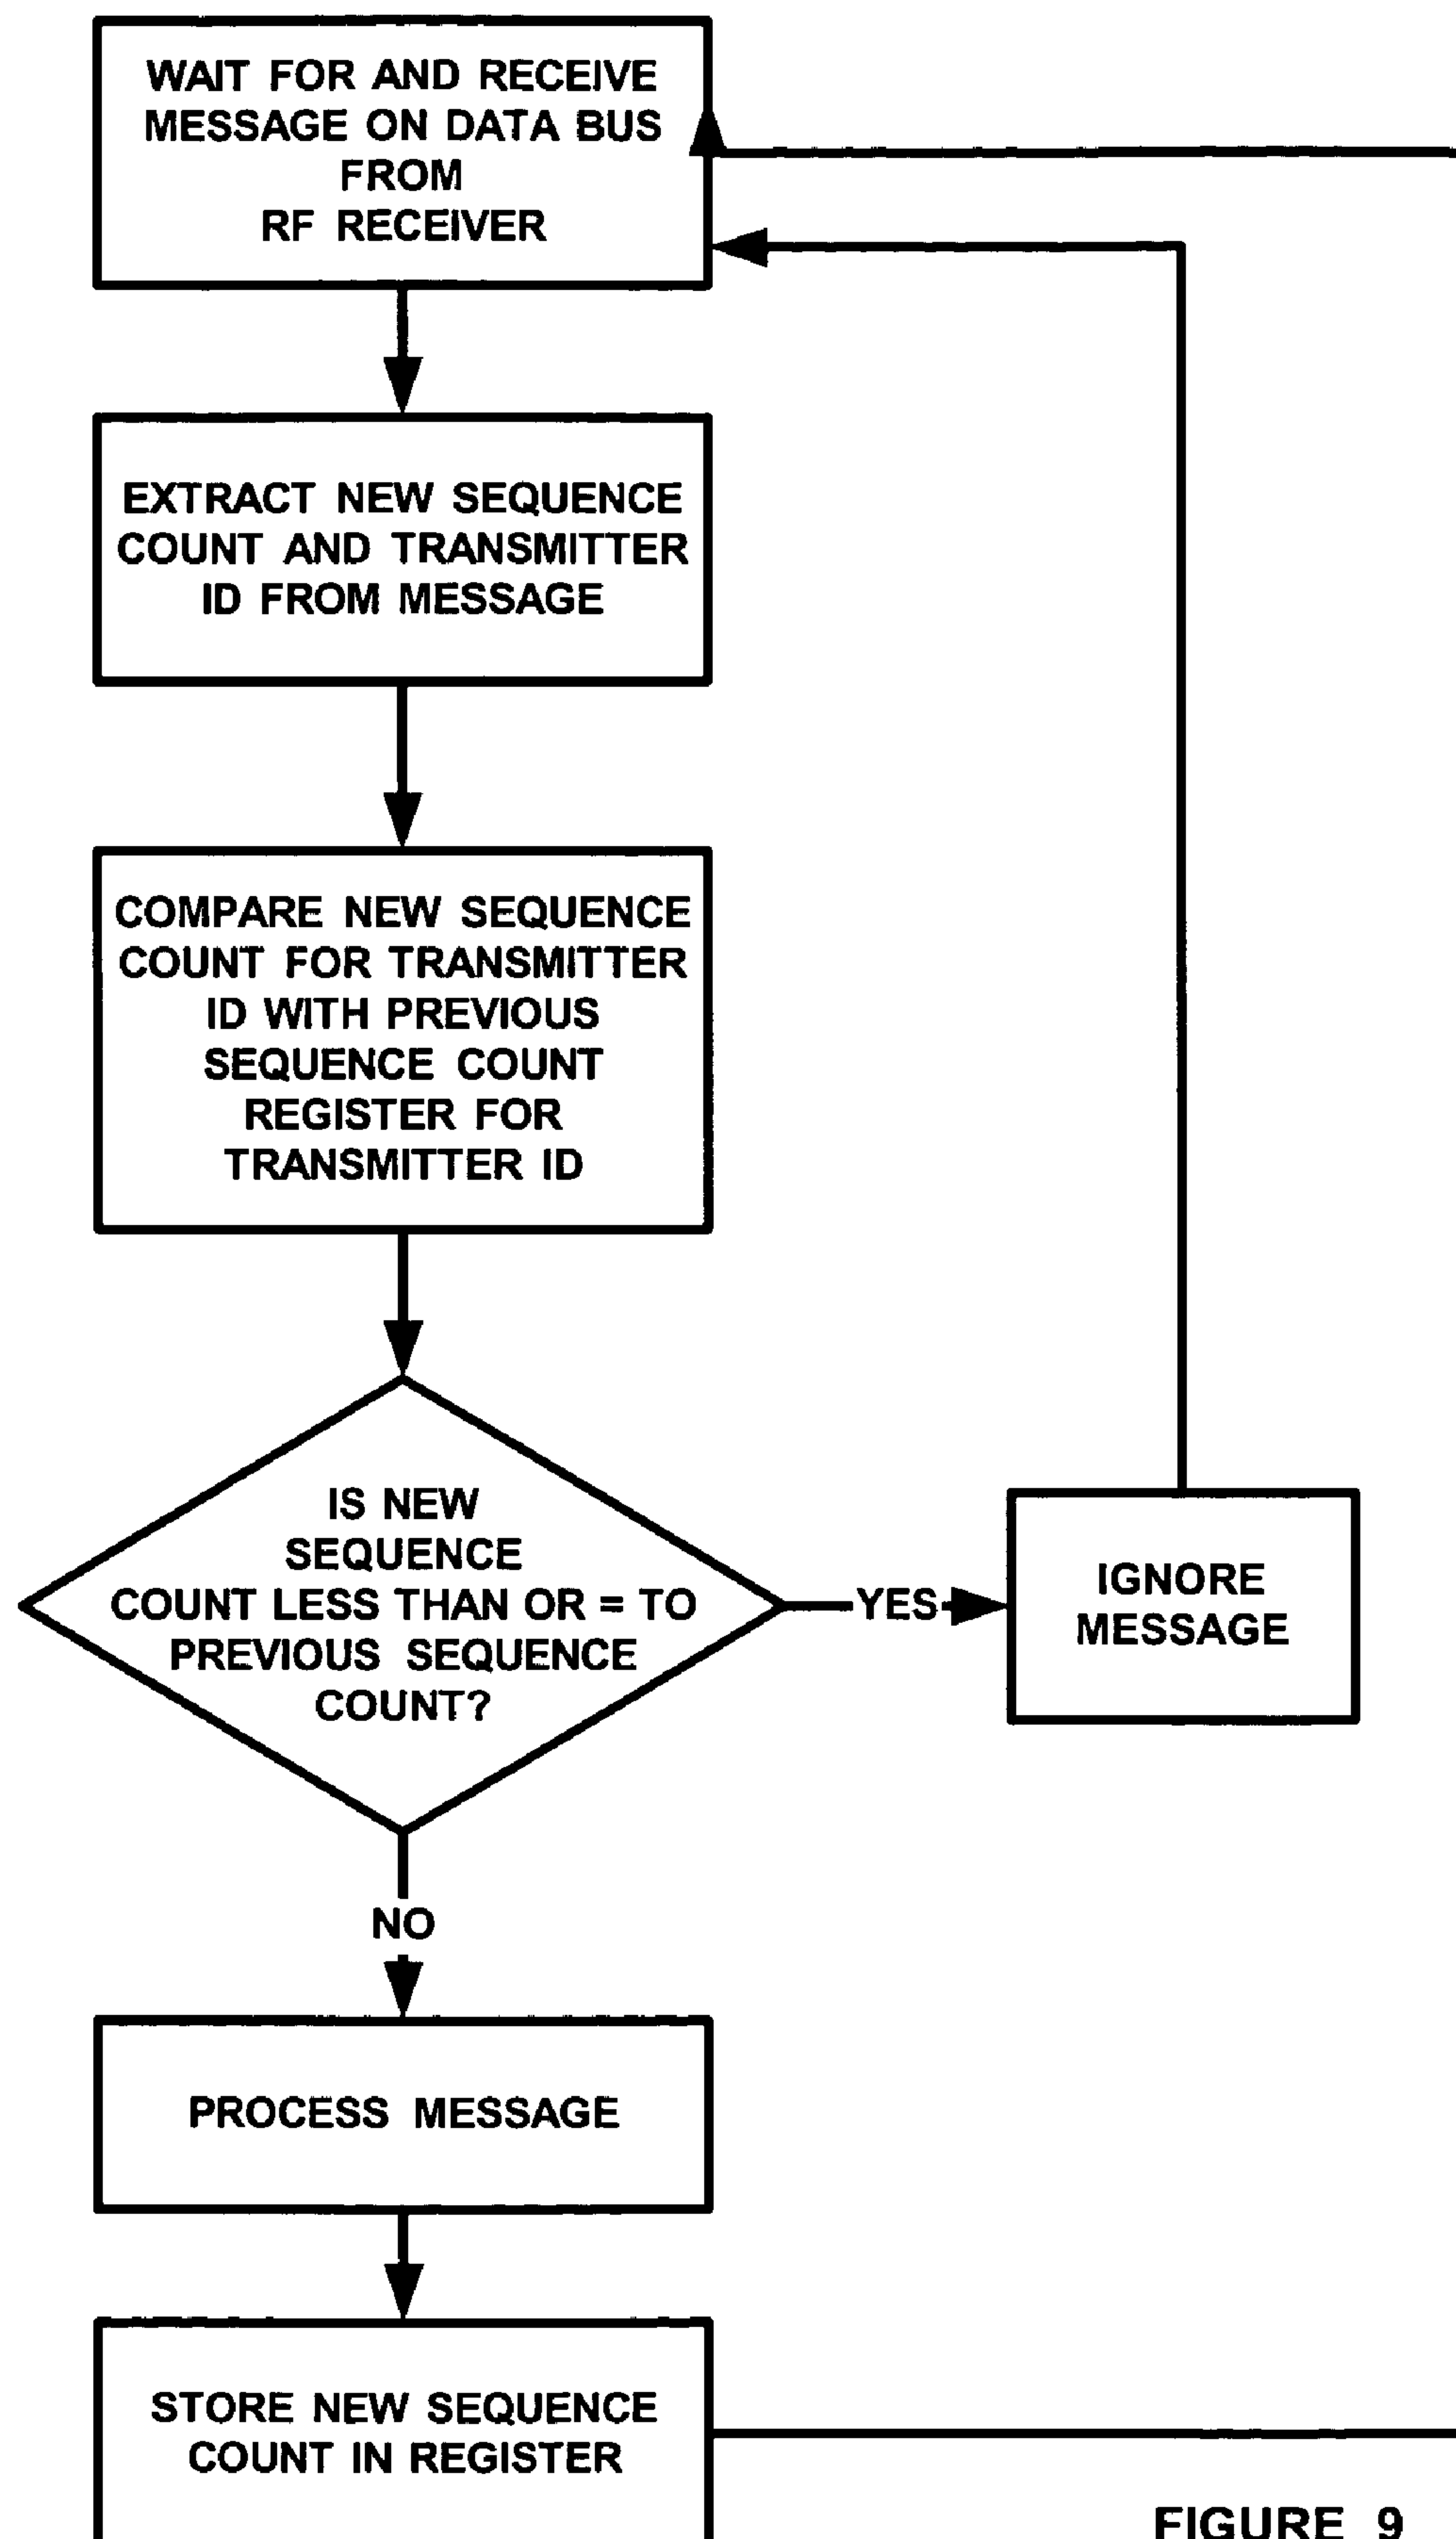 WAIT FOR AND RECEIVE
MESSAGE ON DATA BUS
FROM
RF RECEIVER
EXTRACT NEW SEQUENCE
COUNT AND TRANSMITTER
ID FROM MESSAGE
COMPARE NEW SEQUENCE
COUNT FOR TRANSMITTER
ID WITH PREVIOUS
SEQUENCE COUNT
REGISTER FOR
TRANSMITTER ID
IS NEW
SEQUENCE
COUNT LESS THAN OR = TO
PREVIOUS SEQUENCE
COUNT?
YES
IGNORE
MESSAGE
NO
PROCESS MESSAGE
STORE NEW SEQUENCE
COUNT IN REGISTER
FIGURE 9